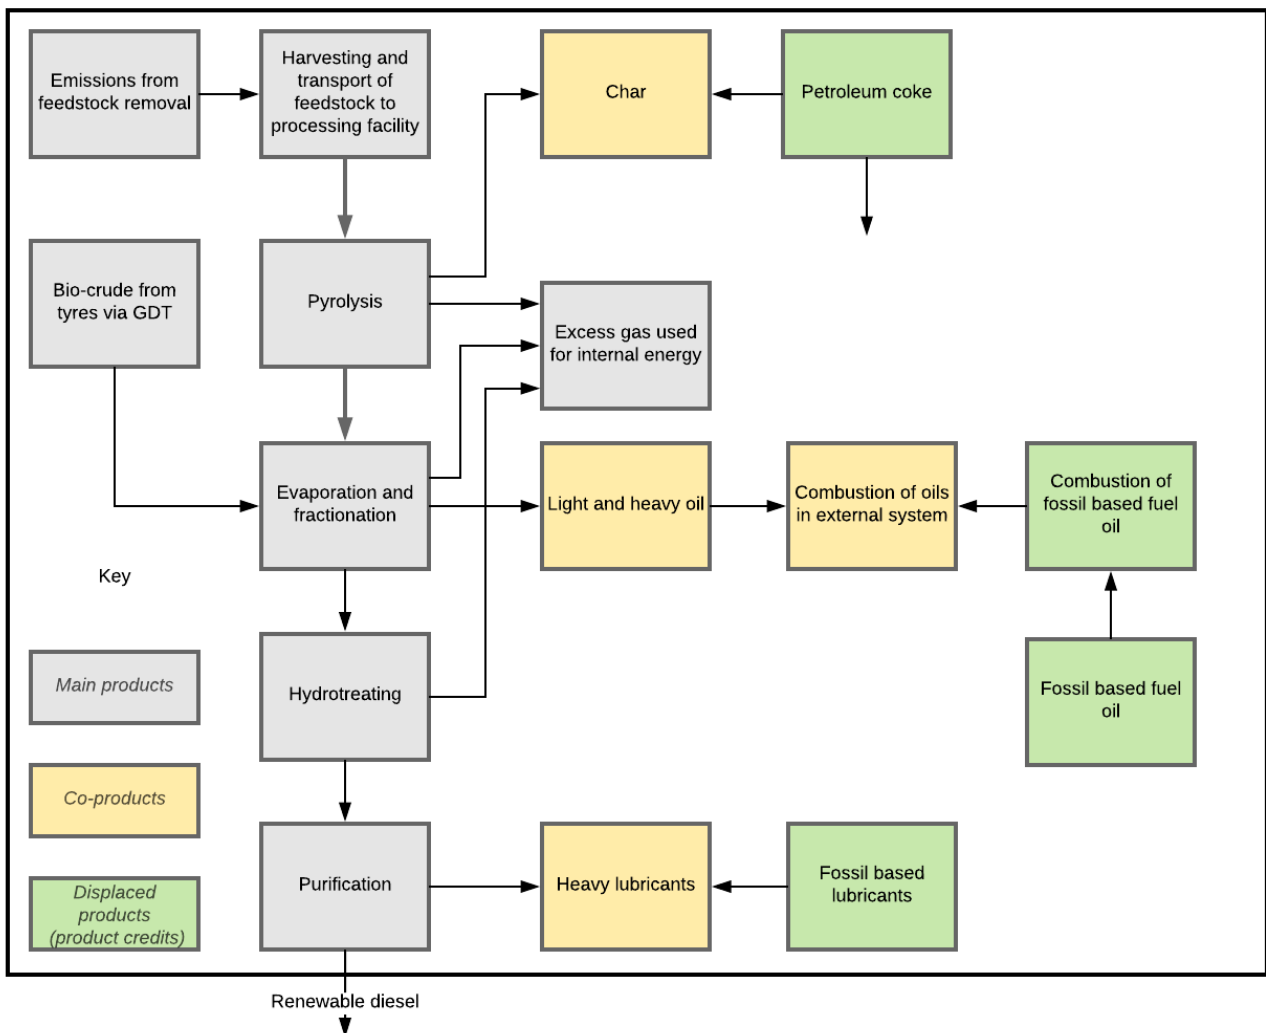 Emissions from
feedstock removal
Harvesting and
transport of
feedstock to
processing facility
Char
Petroleum coke
Bio-crude from
tyres via GDT
Pyrolysis
Excess gas used
for internal energy
Evaporation and
fractionation
Light and heavy oil
Combustion of oils
in external system
Combustion of
fossil based fuel
oil
Key
Main products
Hydrotreating
Fossil based fuel
oil
Co-products
Displaced
products
(product credits)
Purification
Heavy lubricants
Fossil based
lubricants
Renewable diesel